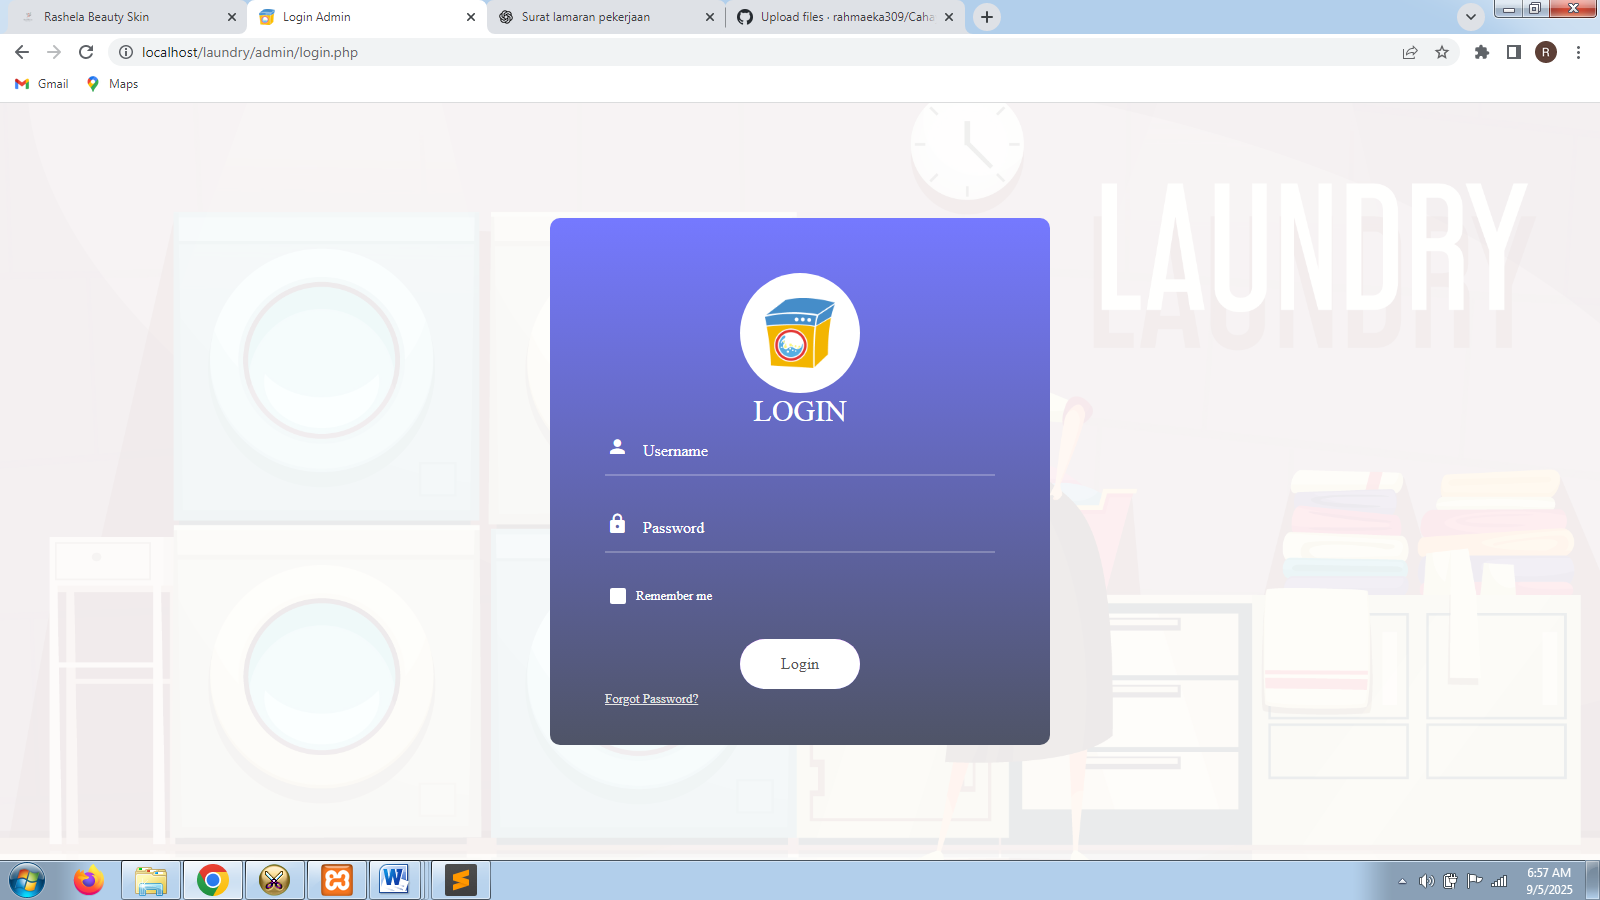 Rashela Beauty Skin
Login Admin
Surat lamaran pekerjaan
Upload files · rahmaeka309/Caha
localhost/laundry/admin/login.php
R
Gmail
Maps
LAUNDRY
LOGIN
Username
Password
Remember me
Login
Forgot Password?
6:57 AM
9/5/2025